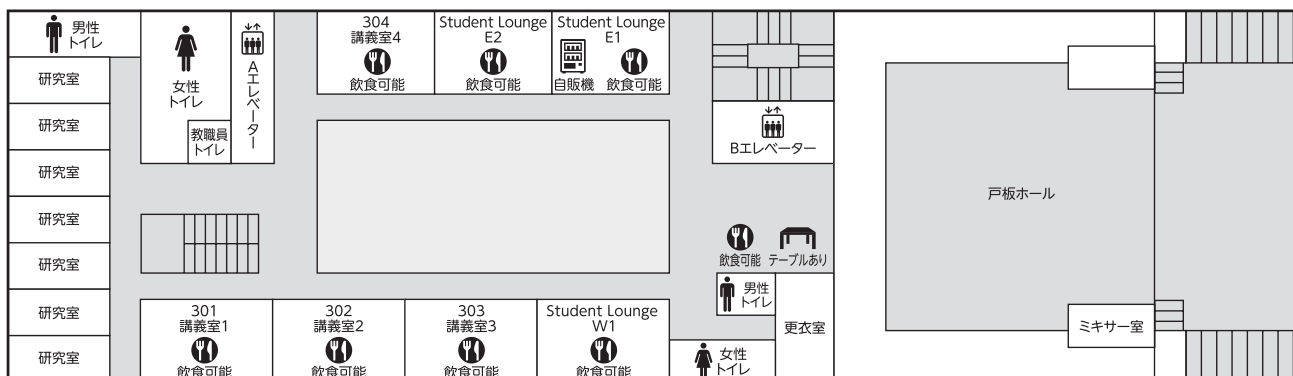 男性
トイレ
研究室
研究室
研究室
研究室
研究室
研究室
研究室
女性
トイレ
教職員
トイレ
Aエレベーター
304
講義室4
飲食可能
Student Lounge
E2
飲食可能
Student Lounge
E1
自販機
飲食可能
Bエレベーター
飲食可能
テーブルあり
男性
トイレ
更衣室
女性
トイレ
301
講義室1
飲食可能
302
講義室2
飲食可能
303
講義室3
飲食可能
Student Lounge
W1
飲食可能
戸板ホール
ミキサー室